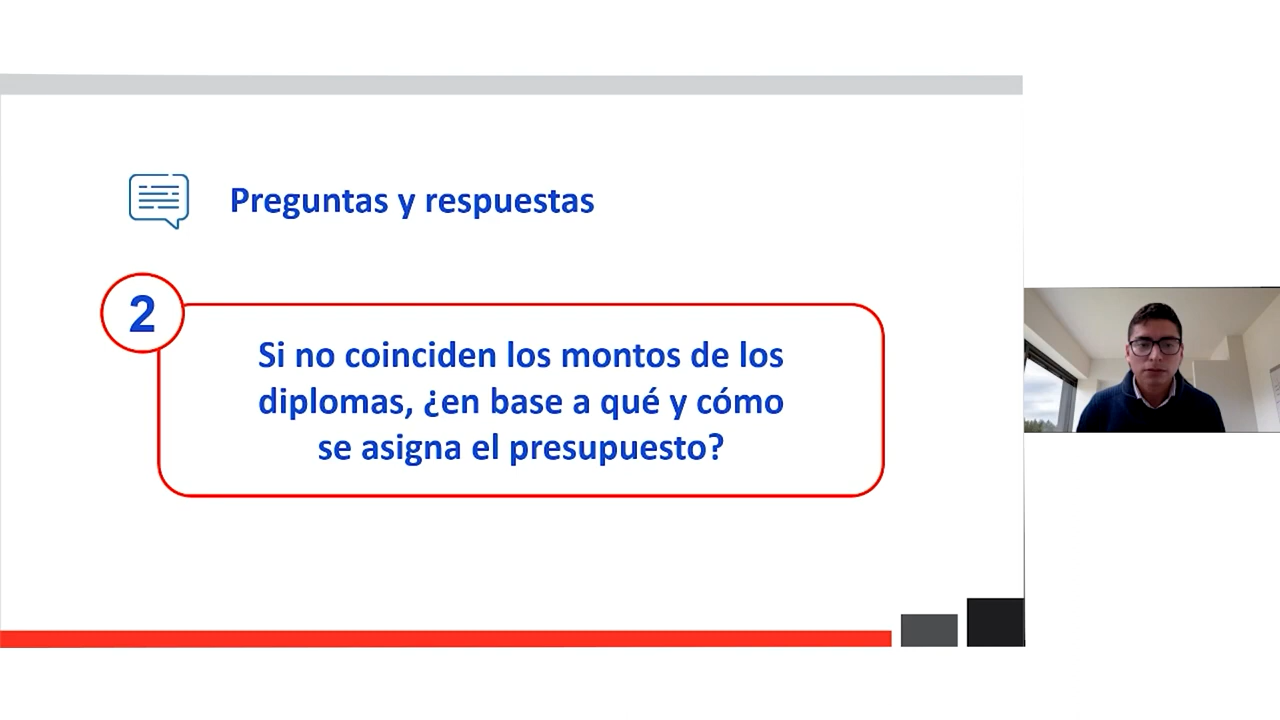 Preguntas y respuestas
2
Si no coinciden los montos de los
diplomas, ¿en base a qué y cómo
se asigna el presupuesto?